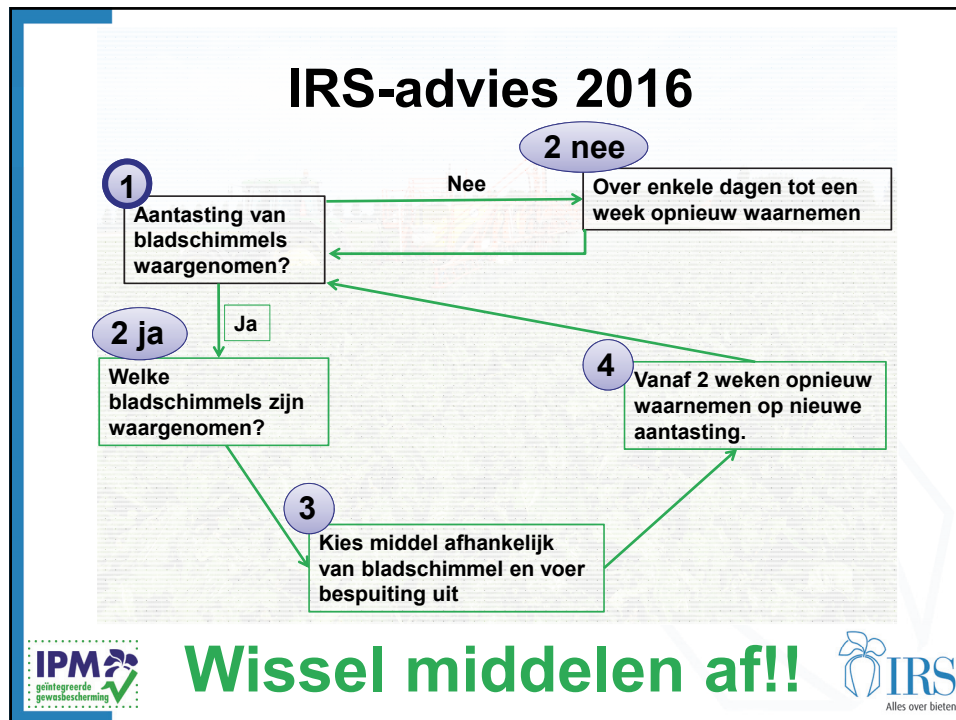 IRS-advies 2016
2 nee
1
Nee
Over enkele dagen tot een
week opnieuw waarnemen
Aantasting van
bladschimmels
waargenomen?
Ja
2 ja
Welke
bladschimmels zijn
waargenomen?
4
Vanaf 2 weken opnieuw
waarnemen op nieuwe
aantasting.
3
Kies middel afhankelijk
van bladschimmel en voer
bespuiting uit
IPM
geïntegreerde
gewasbescherming
Wissel middelen af!!
IRS
Alles over bieten